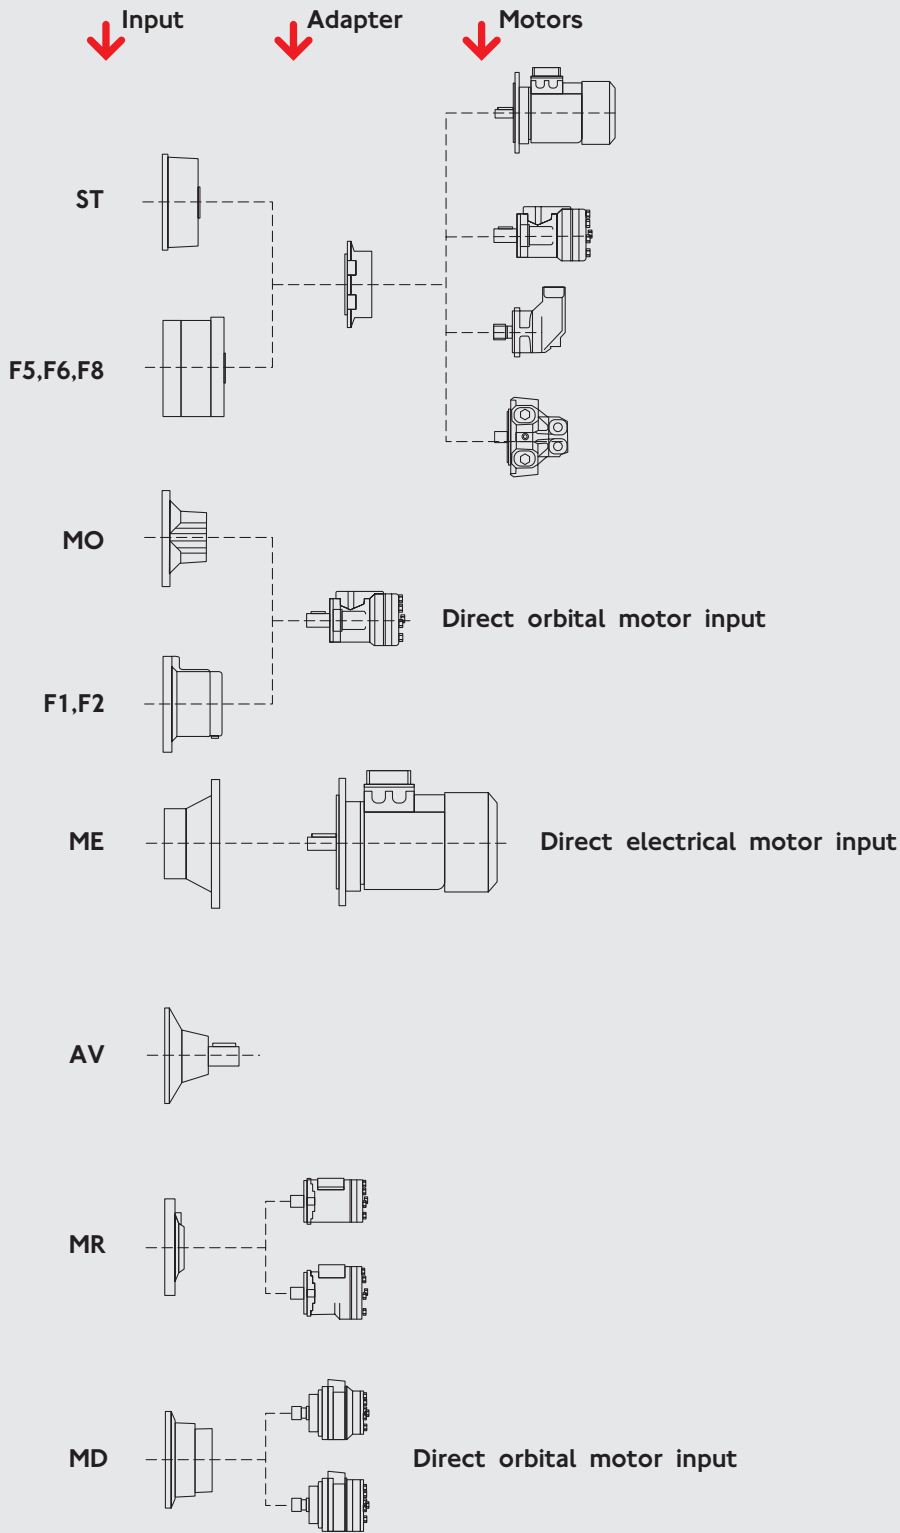 Input Adapter Motors
ST
F5,F6,F8
MO
Direct orbital motor input
F1,F2
ME Direct electrical motor input
AV
MR
MD Direct orbital motor input